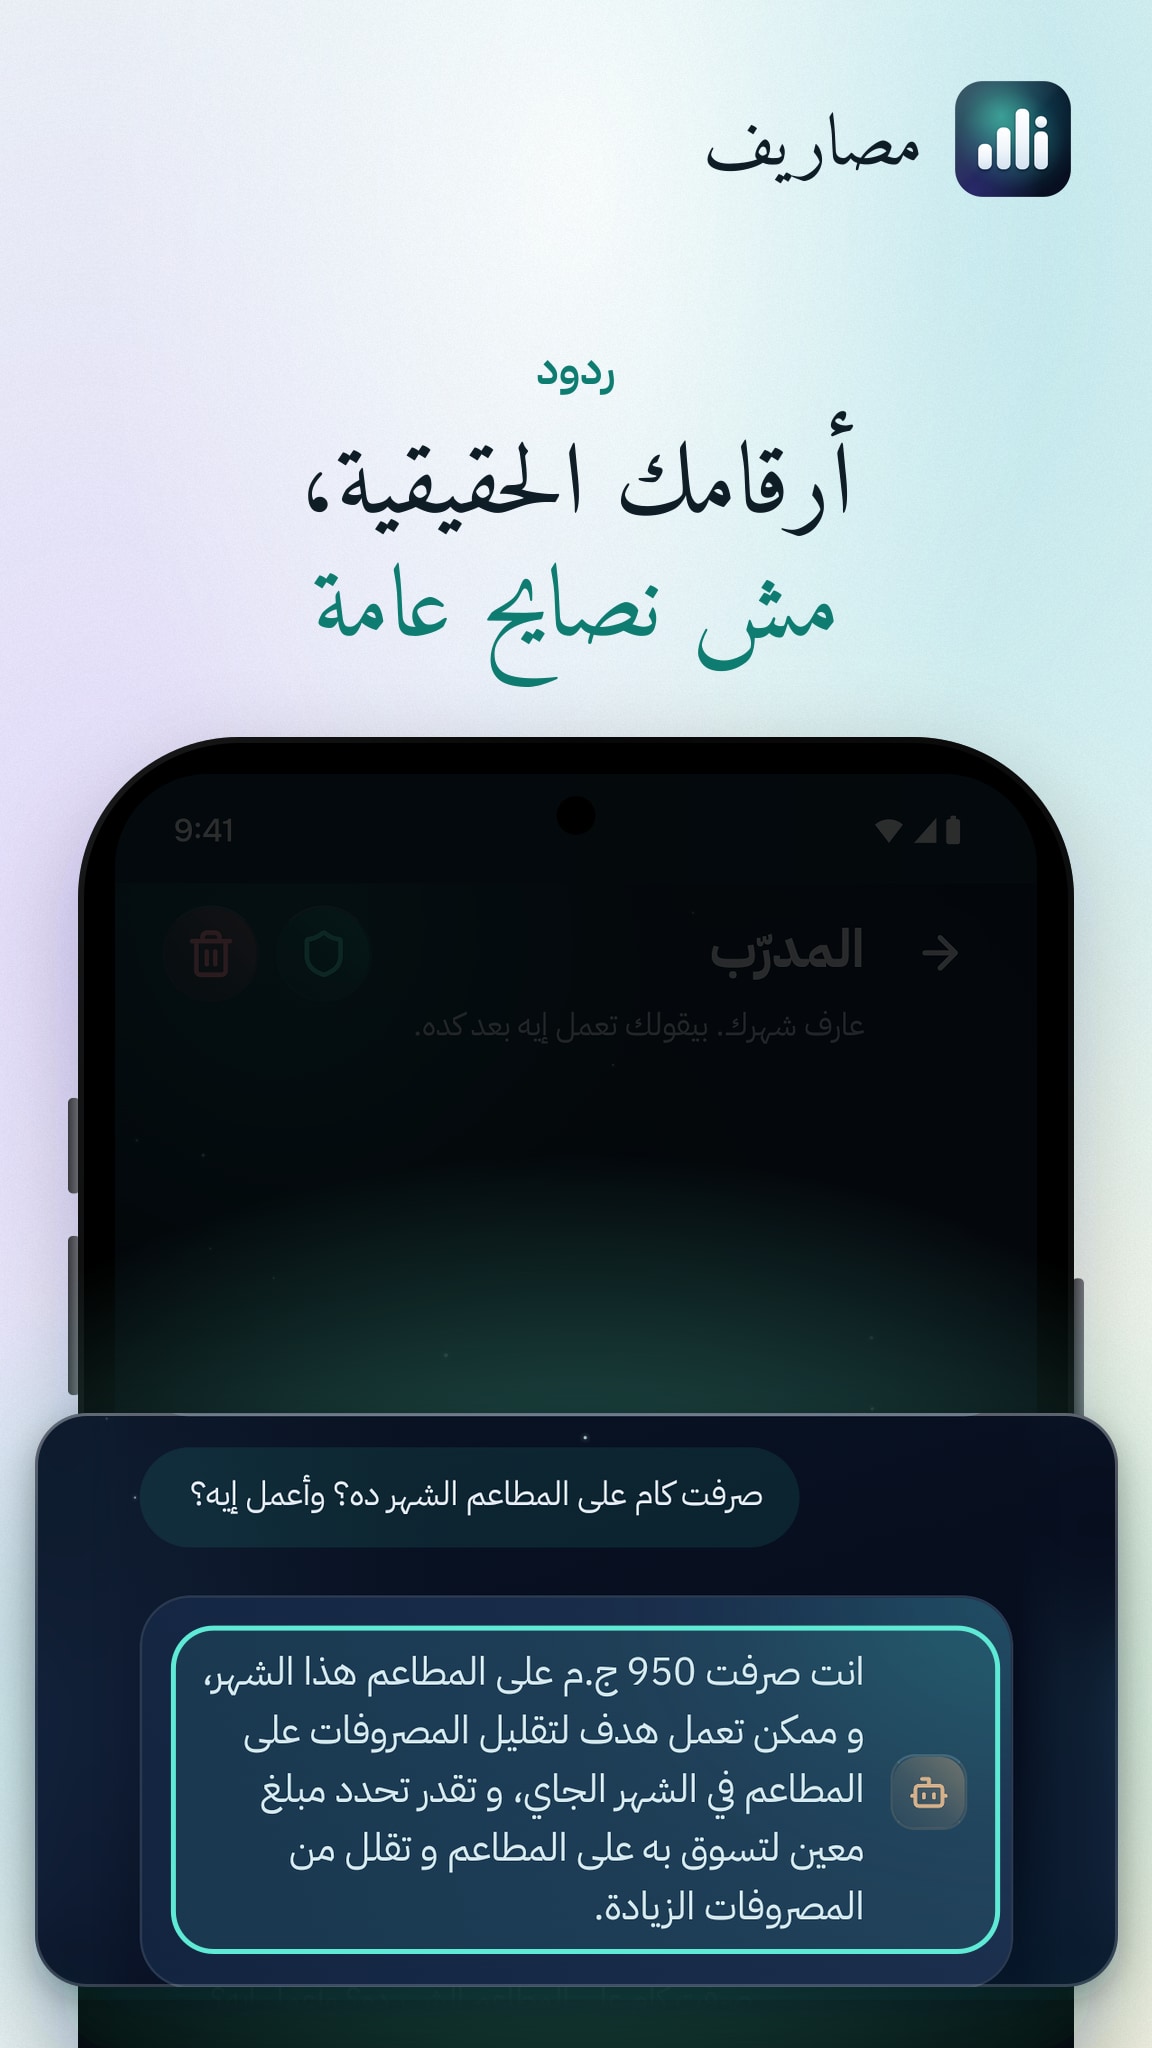 مصاريف
ردود
أرقامك الحقيقية،
مش نصايح عامة
9:41
المدرّب
عارف شهرك. بيقولك تعمل إيه بعد كده.
صرفت كام على المطاعم الشهر ده؟ وأعمل إيه؟
انت صرفت 950 ج.م على المطاعم هذا الشهر،
و ممكن تعمل هدف لتقليل المصروفات على
المطاعم في الشهر الجاي، و تقدر تحدد مبلغ
معين لتسوق به على المطاعم و تقلل من
المصروفات الزيادة.